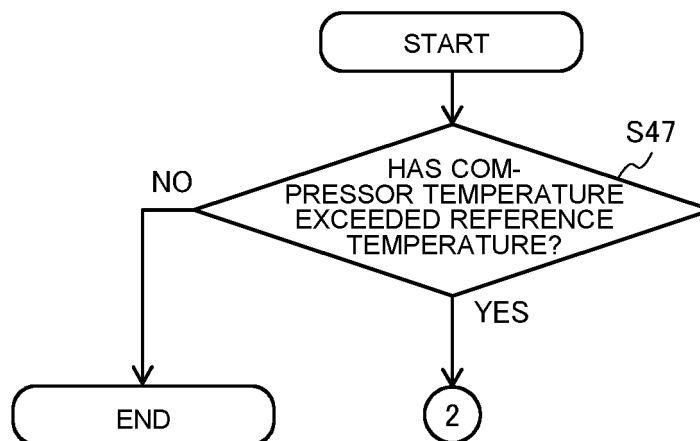 START
S47
HAS COM-
PRESSOR TEMPERATURE
EXCEEDED REFERENCE
TEMPERATURE?
NO
YES
END
2